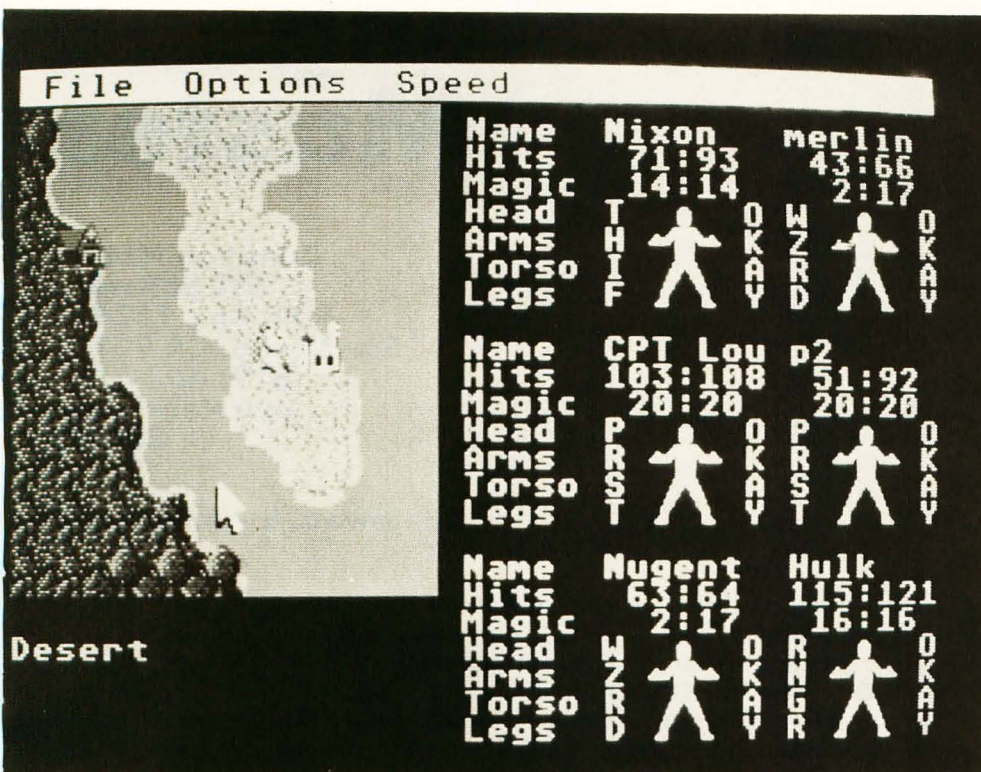 File Options Speed
Name Nixon merlin
Hits 71:93 43:66
Magic 14:14 2:17
Head T O W O
Arms H K Z K
Torso I A R A
Legs F Y D Y
Name CPT Lou p2
Hits 103:108 51:92
Magic 20:20 20:20
Head P O P O
Arms R K R K
Torso S A S A
Legs T Y T Y
Name Nugent Hulk
Hits 63:64 115:121
Magic 2:17 16:16
Desert
Head W O R O
Arms Z K N K
Torso R A G A
Legs D Y R Y